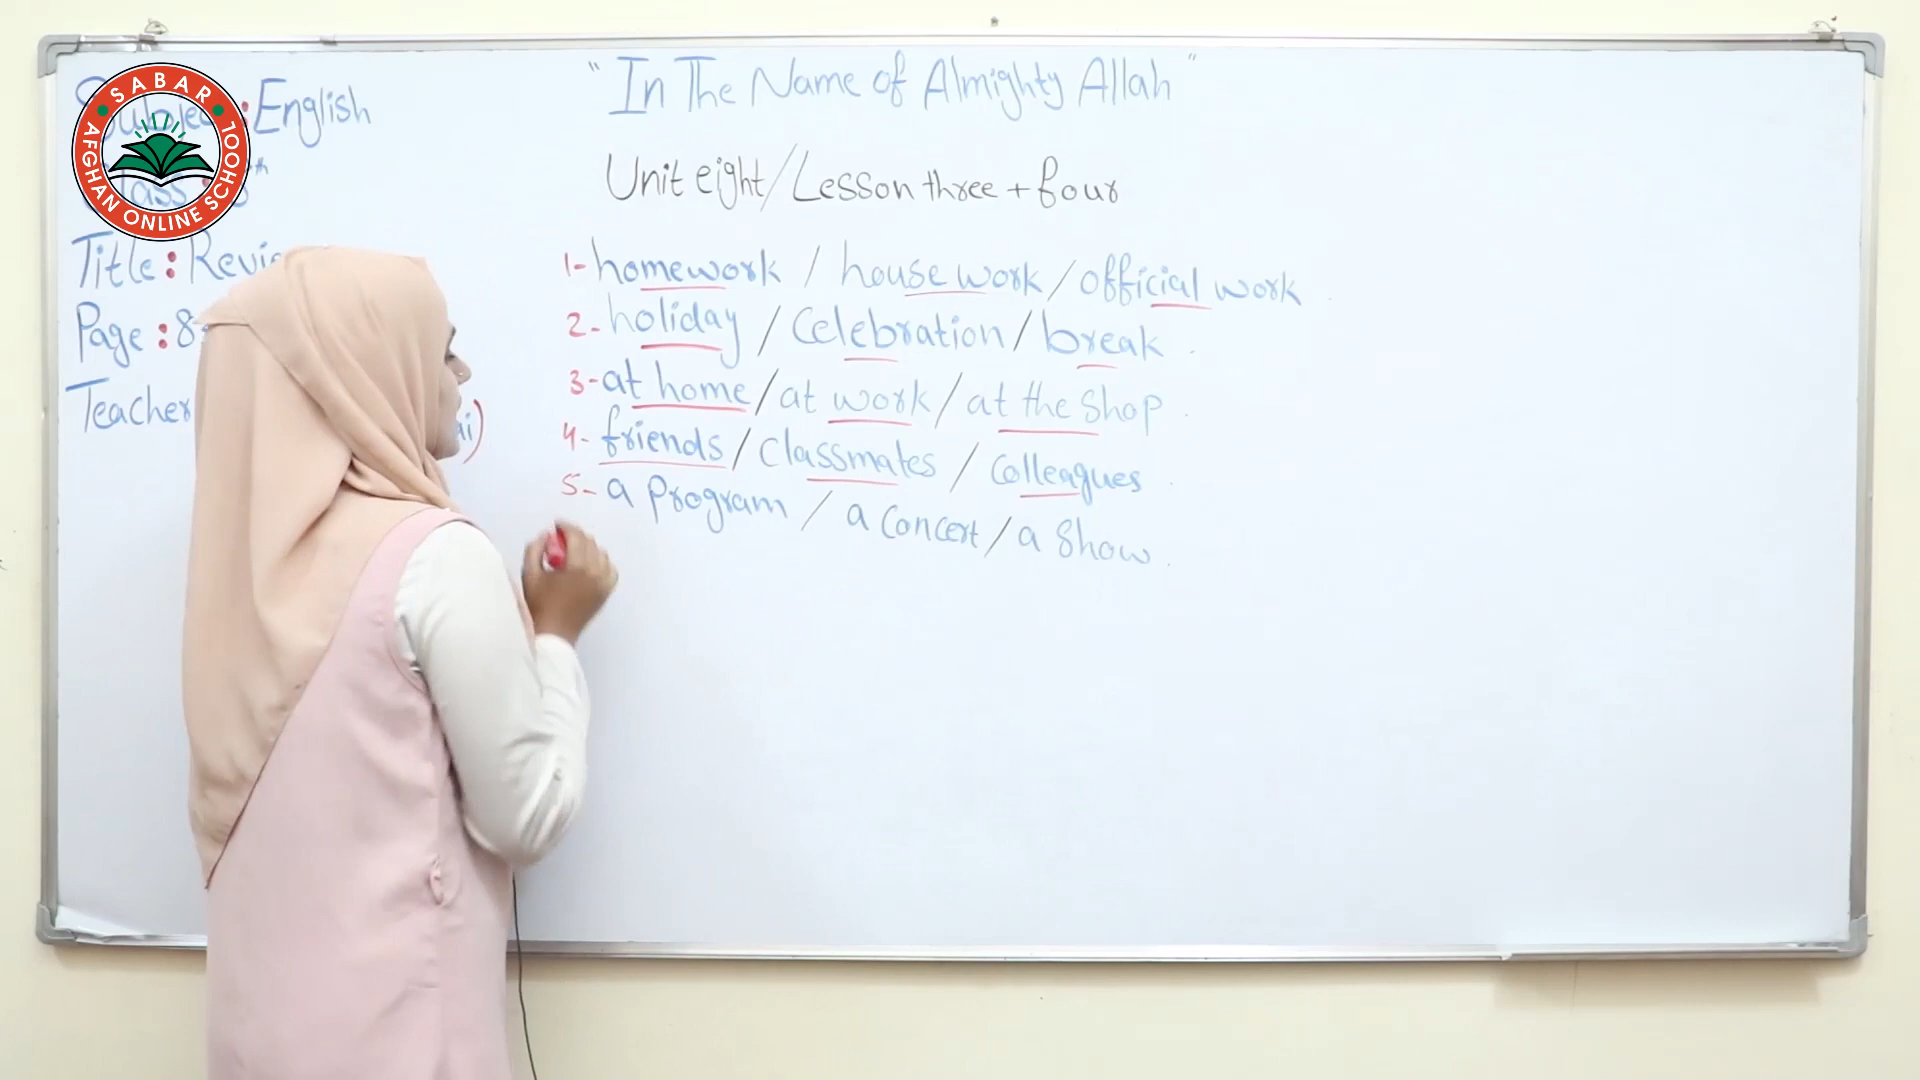 SABAR
AFGHAN ONLINE SCHOOL
: English
Title :
Page :
Teacher
" In The Name of Almighty Allah "
Unit eight / Lesson three + four
1- homework / house work / official work
2- holiday / Celebration / break .
3- at home / at work / at the shop .
4- friends / classmates / colleagues .
5- a program / a concert / a show .